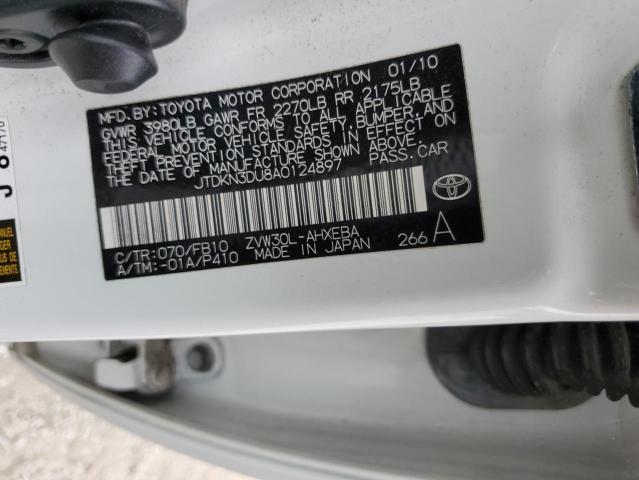 MFD.BY:TOYOTA MOTOR CORPORATION 01/10
GVWR 3980LB GAWR FR 2270LB RR 2175LB
THIS VEHICLE CONFORMS TO ALL APPLICABLE
FEDERAL MOTOR VEHICLE SAFETY, BUMPER, AND
THEFT PREVENTION STANDARDS IN EFFECT ON
THE DATE OF MANUFACTURE SHOWN ABOVE.
JTDKN3DU8A0124897 PASS.CAR
C/TR:070/FB10 ZVW30L-AHXEBA
A/TM:-01A/P410 MADE IN JAPAN 266 A
TOYOTA